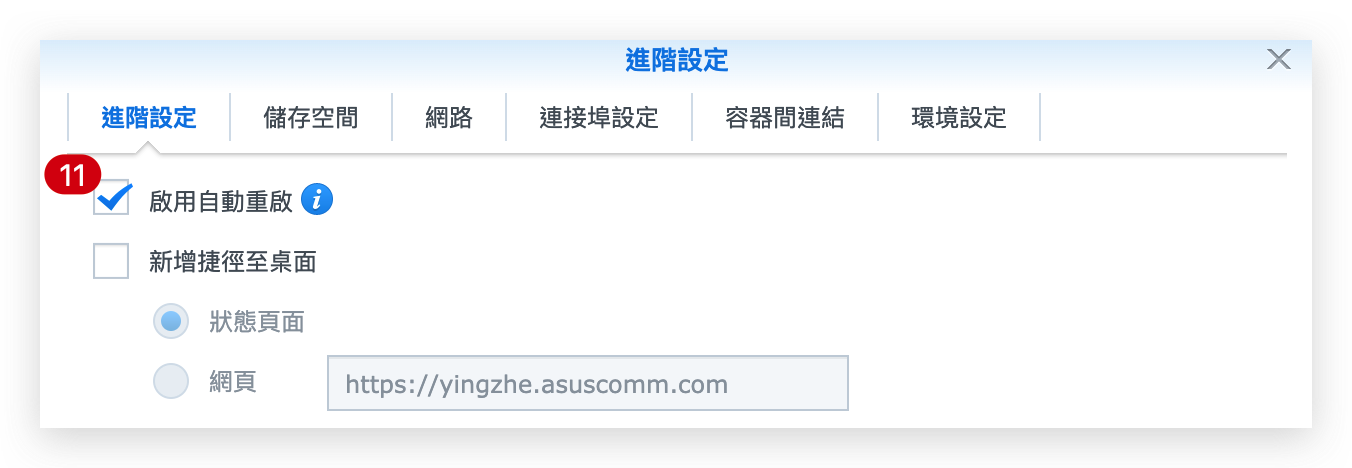 進階設定
進階設定 儲存空間 網路 連接埠設定 容器間連結 環境設定
11
啟用自動重啟 i
新增捷徑至桌面
狀態頁面
網頁 https://yingzhe.asuscomm.com